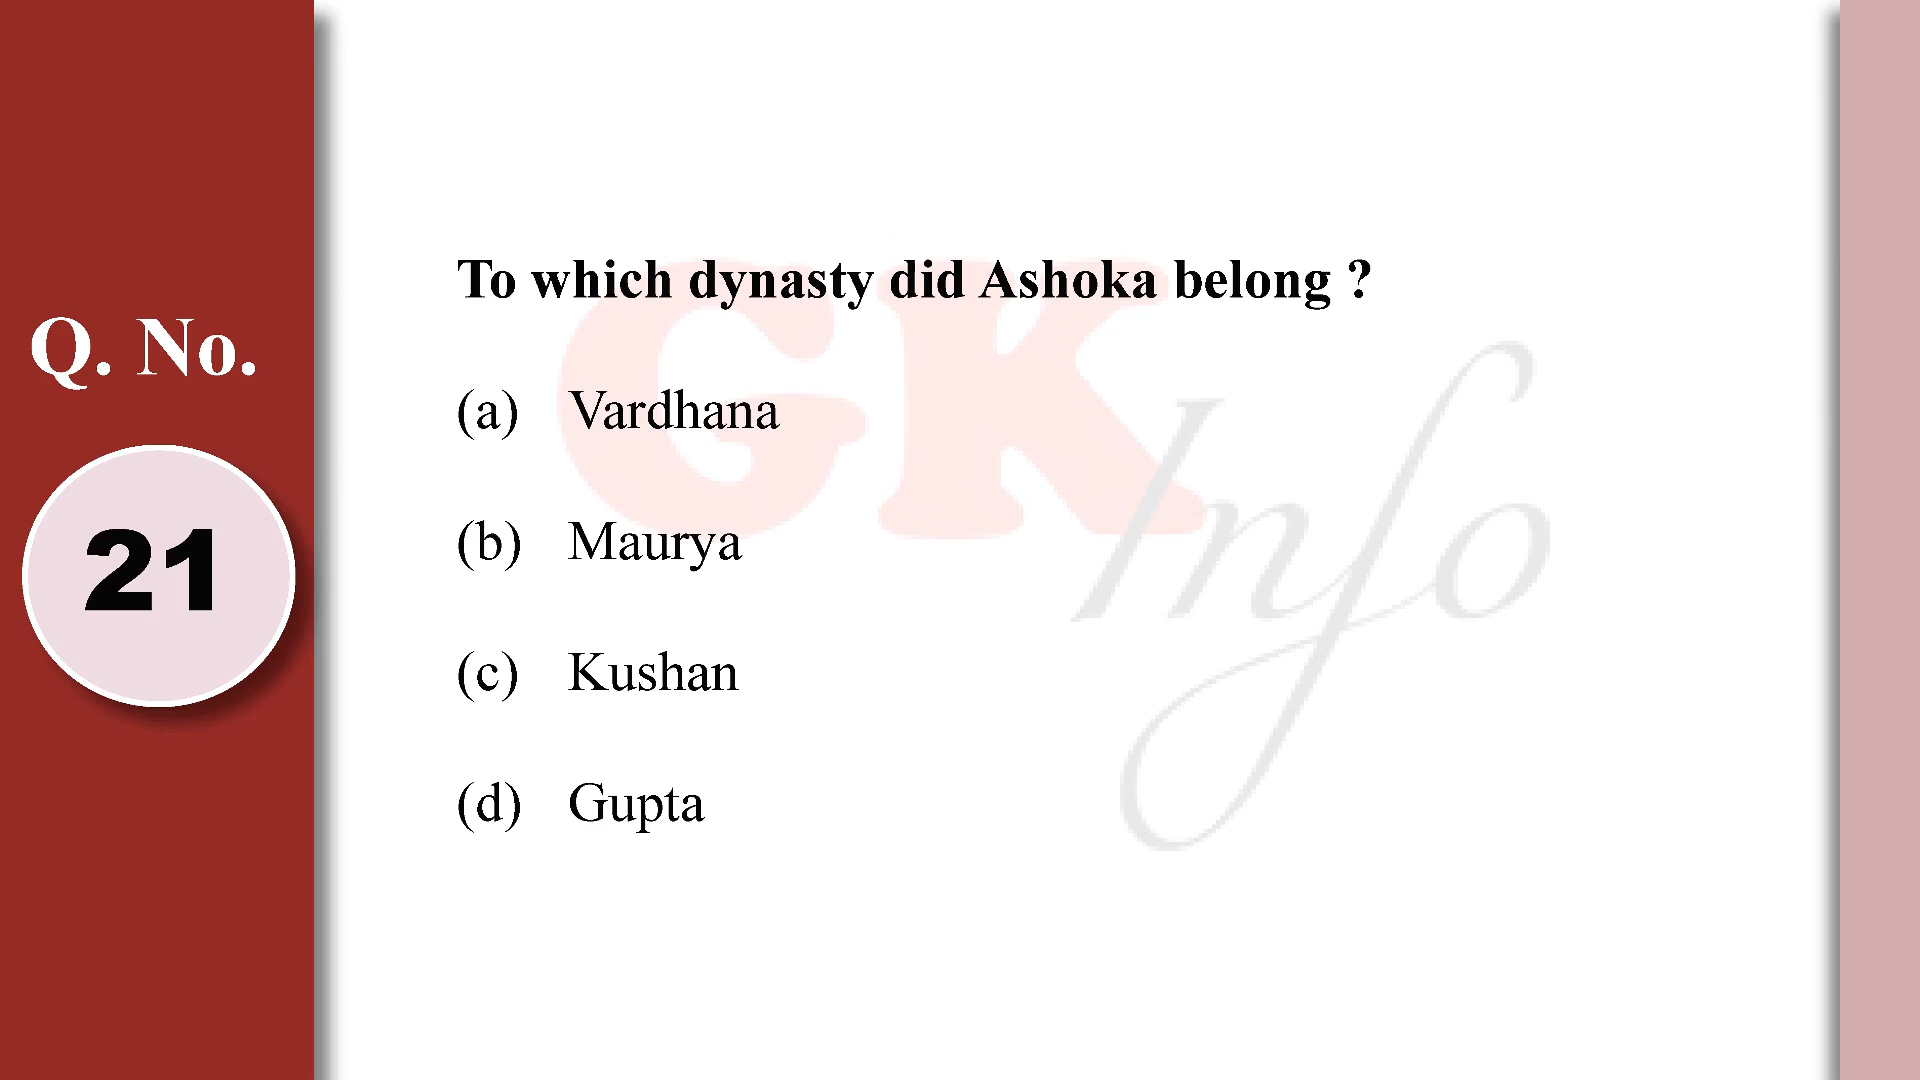 Q. No.
21
To which dynasty did Ashoka belong ?
(a) Vardhana
(b) Maurya
(c) Kushan
(d) Gupta
GK
Info